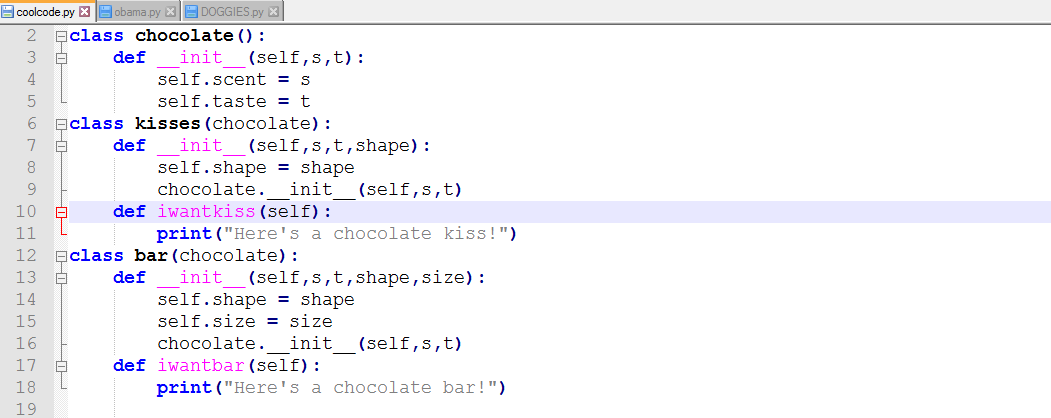 coolcode.py obama.py DOGGIES.py
2 class chocolate():
3     def __init__(self,s,t):
4         self.scent = s
5         self.taste = t
6 class kisses(chocolate):
7     def __init__(self,s,t,shape):
8         self.shape = shape
9         chocolate.__init__(self,s,t)
10     def iwantkiss(self):
11         print("Here's a chocolate kiss!")
12 class bar(chocolate):
13     def __init__(self,s,t,shape,size):
14         self.shape = shape
15         self.size = size
16         chocolate.__init__(self,s,t)
17     def iwantbar(self):
18         print("Here's a chocolate bar!")
19